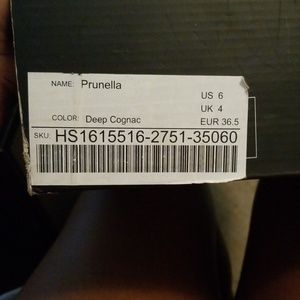 NAME: Prunella
US 6
UK 4
COLOR: Deep Cognac
EUR 36.5
SKU: HS1615516-2751-35060